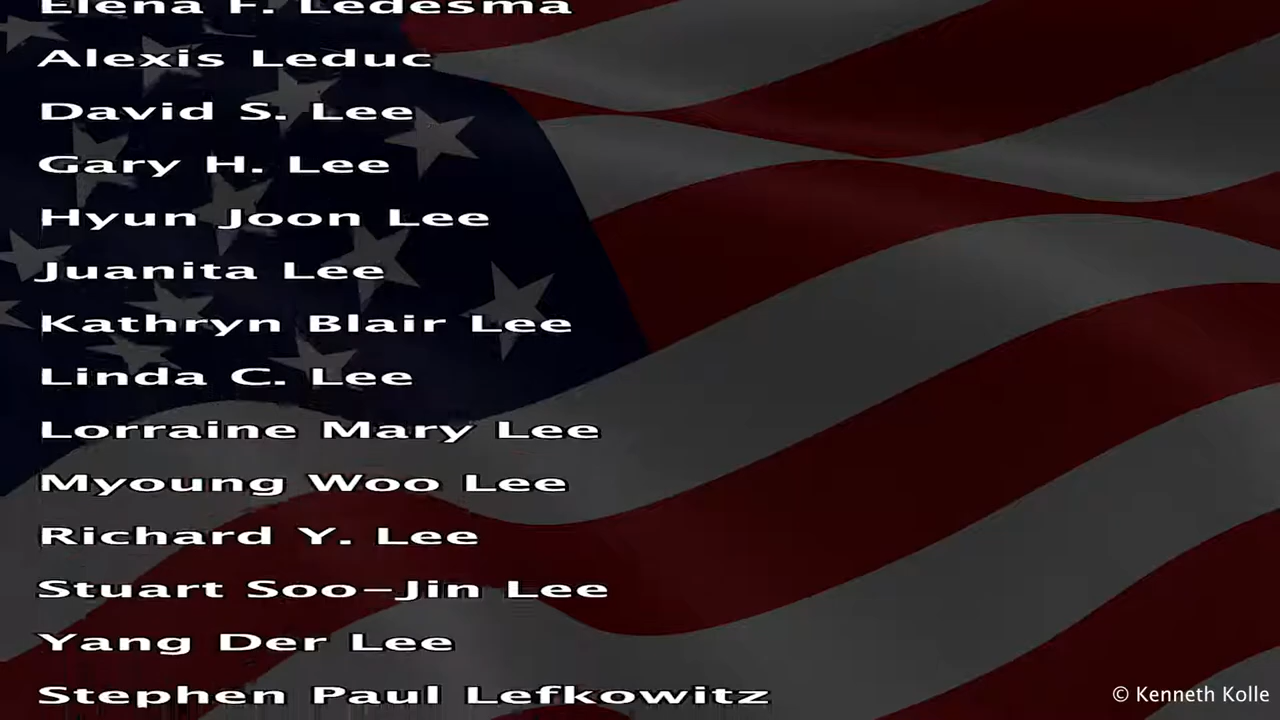 Elena F. Ledesma
Alexis Leduc
David S. Lee
Gary H. Lee
Hyun Joon Lee
Juanita Lee
Kathryn Blair Lee
Linda C. Lee
Lorraine Mary Lee
Myoung Woo Lee
Richard Y. Lee
Stuart Soo-Jin Lee
Yang Der Lee
Stephen Paul Lefkowitz
© Kenneth Kolle